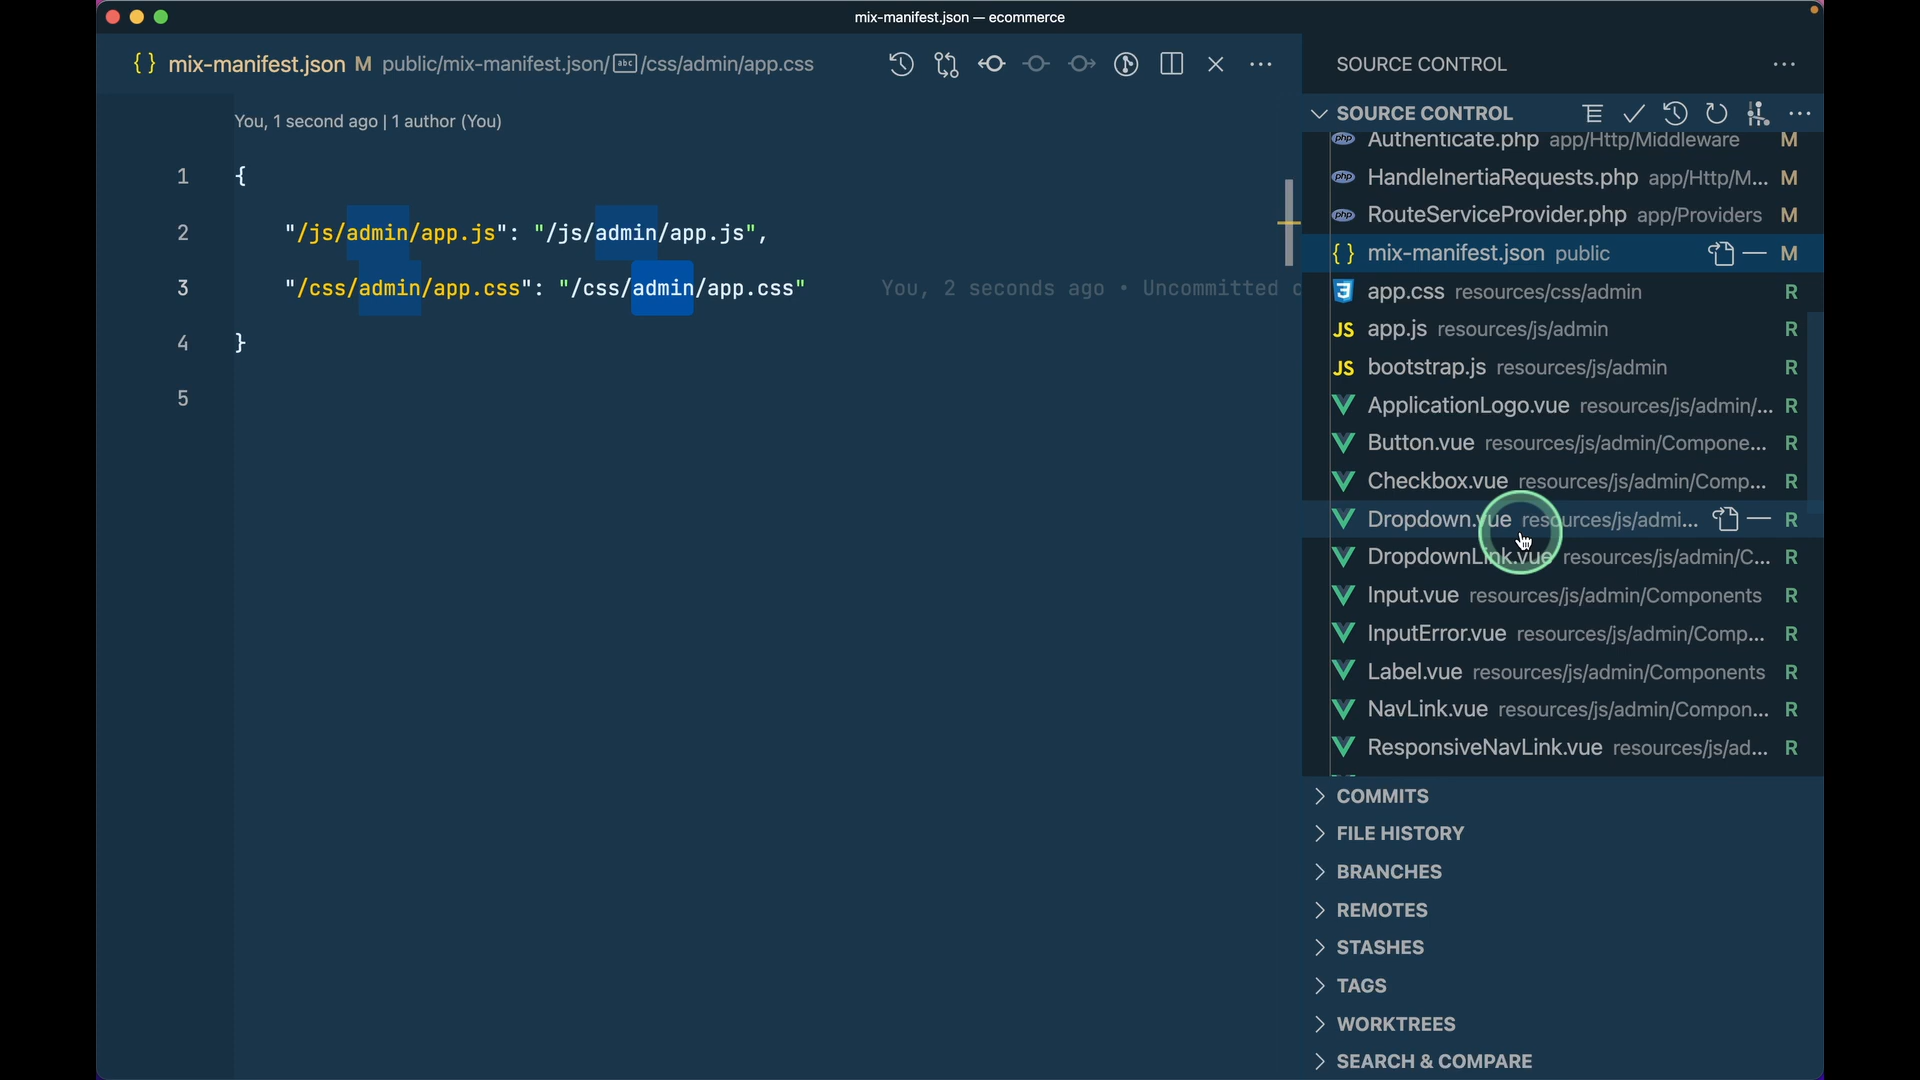 mix-manifest.json — ecommerce
{ } mix-manifest.json M public/mix-manifest.json/ abc /css/admin/app.css
You, 1 second ago | 1 author (You)
1 {
2 "/js/admin/app.js": "/js/admin/app.js",
3 "/css/admin/app.css": "/css/admin/app.css" You, 2 seconds ago • Uncommitted c
4 }
5
SOURCE CONTROL
SOURCE CONTROL
php Authenticate.php app/Http/Middleware M
php HandleInertiaRequests.php app/Http/M... M
php RouteServiceProvider.php app/Providers M
{ } mix-manifest.json public M
3 app.css resources/css/admin R
JS app.js resources/js/admin R
JS bootstrap.js resources/js/admin R
ApplicationLogo.vue resources/js/admin/... R
Button.vue resources/js/admin/Compone... R
Checkbox.vue resources/js/admin/Comp... R
Dropdown.vue resources/js/admi... R
DropdownLink.vue resources/js/admin/C... R
Input.vue resources/js/admin/Components R
InputError.vue resources/js/admin/Comp... R
Label.vue resources/js/admin/Components R
NavLink.vue resources/js/admin/Compon... R
ResponsiveNavLink.vue resources/js/ad... R
COMMITS
FILE HISTORY
BRANCHES
REMOTES
STASHES
TAGS
WORKTREES
SEARCH & COMPARE